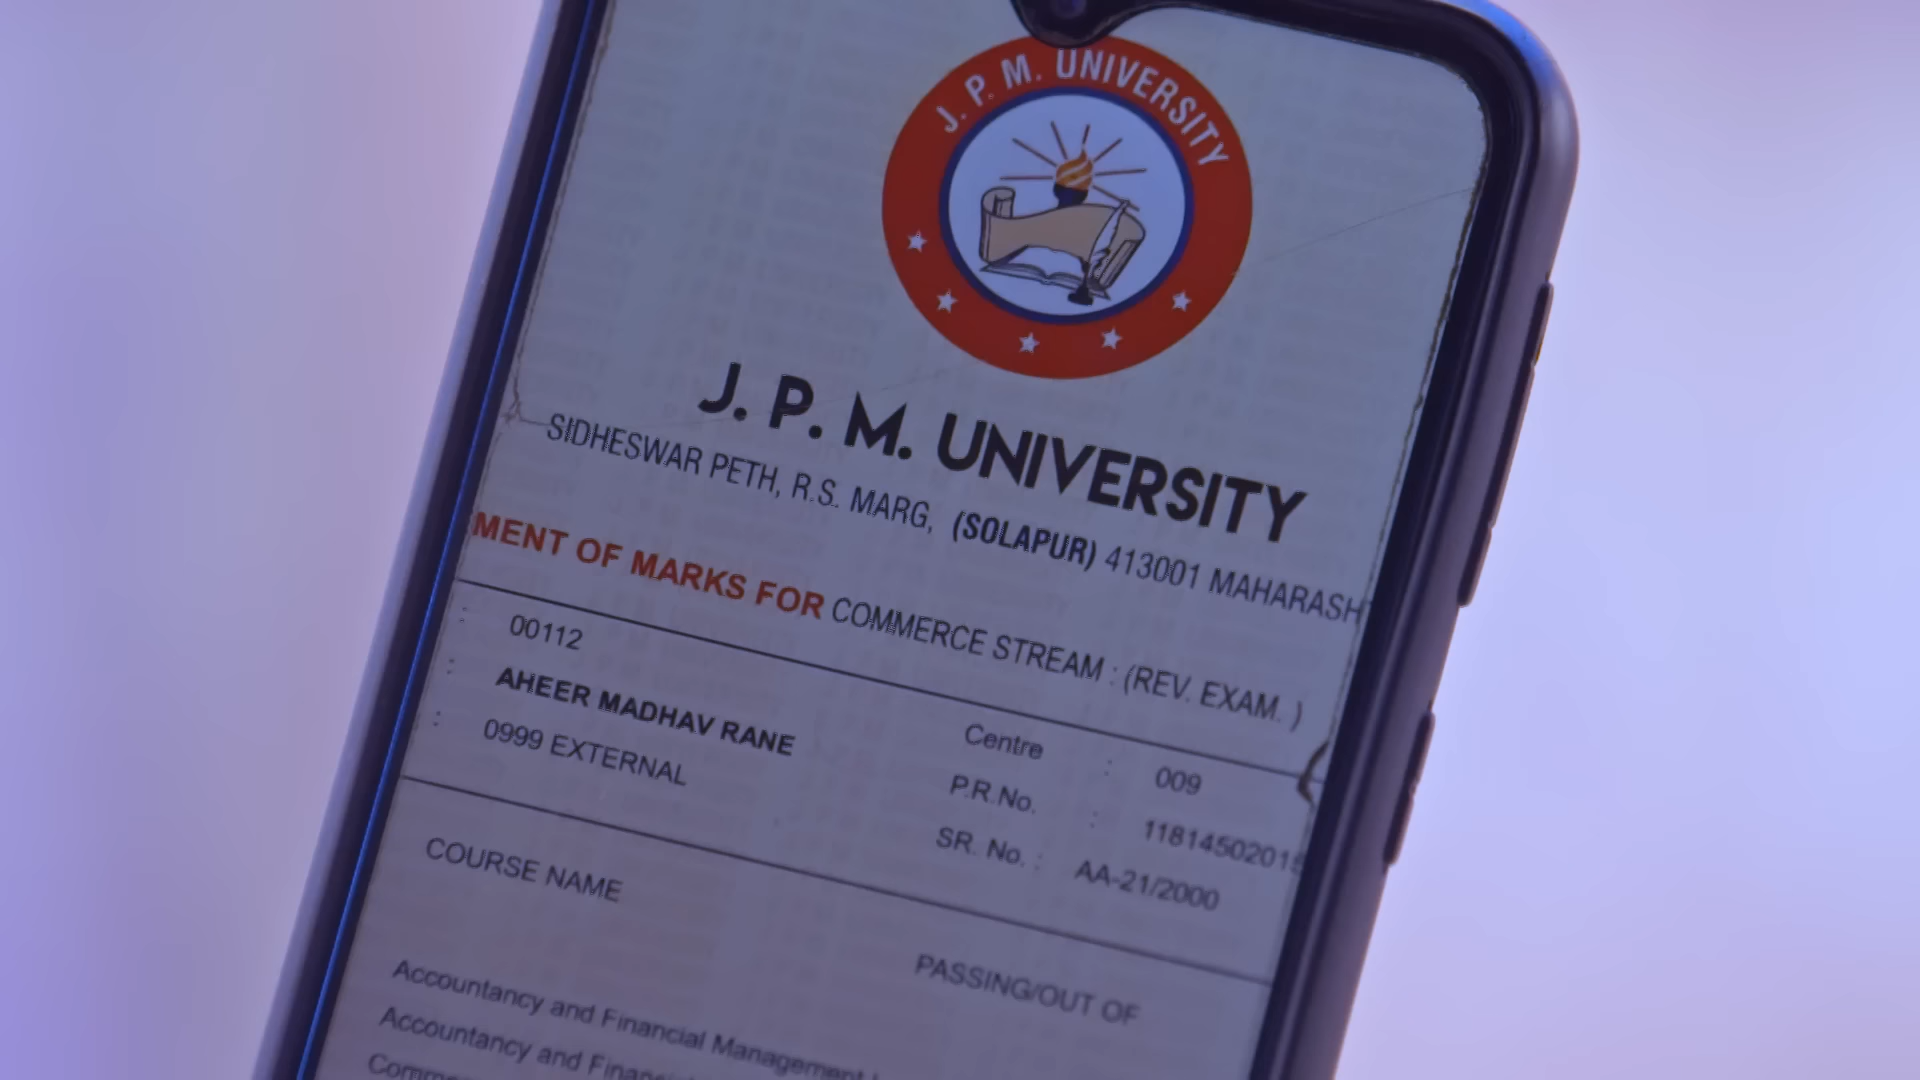 J. P. M. UNIVERSITY
J. P. M. UNIVERSITY
SIDHESWAR PETH, R.S. MARG, (SOLAPUR) 413001 MAHARASH
MENT OF MARKS FOR COMMERCE STREAM : (REV. EXAM. )
: 00112
: AHEER MADHAV RANE
: 0999 EXTERNAL
Centre : 009
P.R.No. : 1181450201
SR. No. : AA-21/2000
COURSE NAME
PASSING/OUT OF
Accountancy and Financial Management
Accountancy and